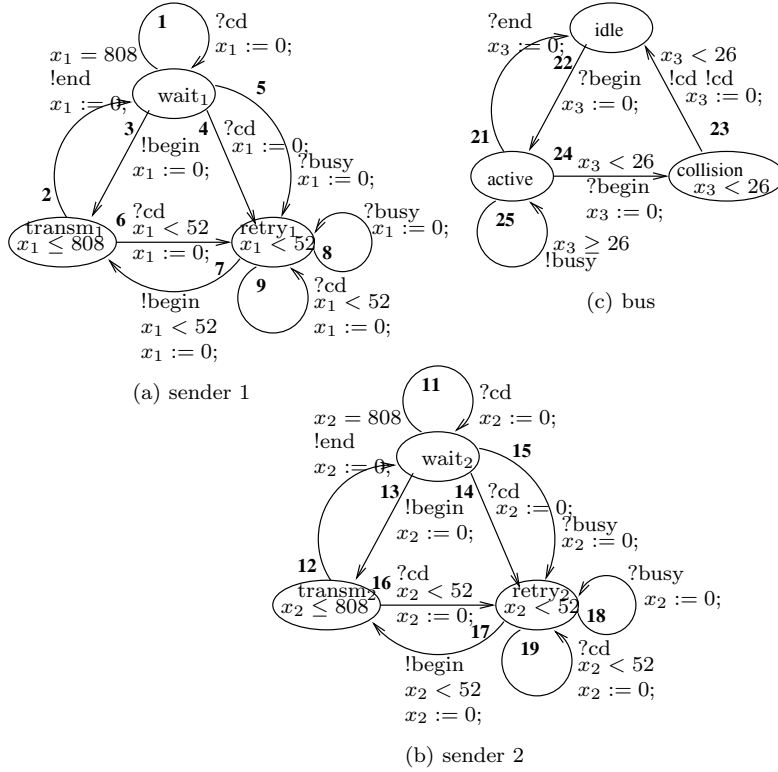 1
?cd
x₁ := 0;
x₁ = 808
!end
x₁ := 0;
wait₁
5
3
4
!begin
x₁ := 0;
?cd
x₁ := 0;
?busy
x₁ := 0;
2
transm₁
x₁ ≤ 808
6
?cd
x₁ < 52
x₁ := 0;
retry₁
x₁ < 52
8
?busy
x₁ := 0;
7
!begin
x₁ < 52
x₁ := 0;
9
?cd
x₁ < 52
x₁ := 0;
(a) sender 1
?end
x₃ := 0;
idle
22
?begin
x₃ := 0;
x₃ < 26
!cd !cd
x₃ := 0;
21
23
active
24
x₃ < 26
?begin
x₃ := 0;
collision
x₃ < 26
25
x₃ ≥ 26
!busy
(c) bus
11
?cd
x₂ := 0;
x₂ = 808
!end
x₂ := 0;
wait₂
15
13
14
!begin
x₂ := 0;
?cd
x₂ := 0;
?busy
x₂ := 0;
12
transm₂
x₂ ≤ 808
16
?cd
x₂ < 52
x₂ := 0;
retry₂
x₂ < 52
18
?busy
x₂ := 0;
17
!begin
x₂ < 52
x₂ := 0;
19
?cd
x₂ < 52
x₂ := 0;
(b) sender 2